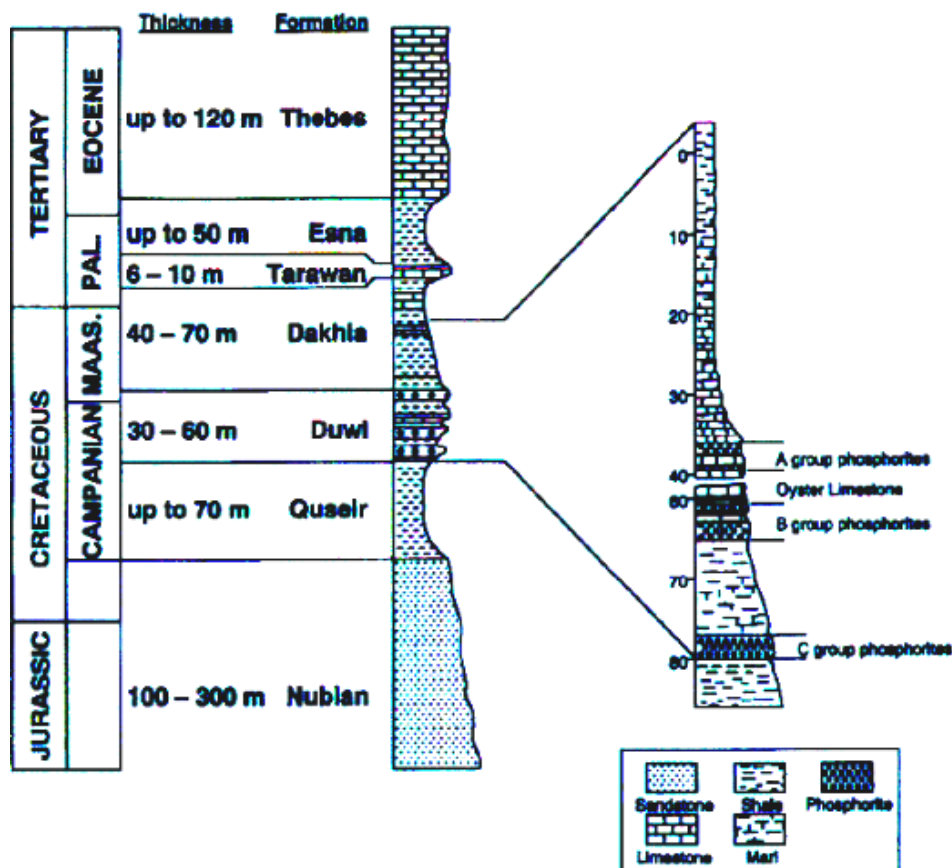 Thickness Formation
TERTIARY
EOCENE
up to 120 m Thebes
PAL.
up to 50 m Esna
6 – 10 m Tarawan
CRETACEOUS
MAAS.
40 – 70 m Dakhla
CAMPANIAN
30 – 60 m Duwi
up to 70 m Quseir
JURASSIC
100 – 300 m Nubian
0
10
20
30
A group phosphorites
40
Oyster Limestone
60
B group phosphorites
70
C group phosphorites
80
Sandstone Shale Phosphorite
Limestone Marl